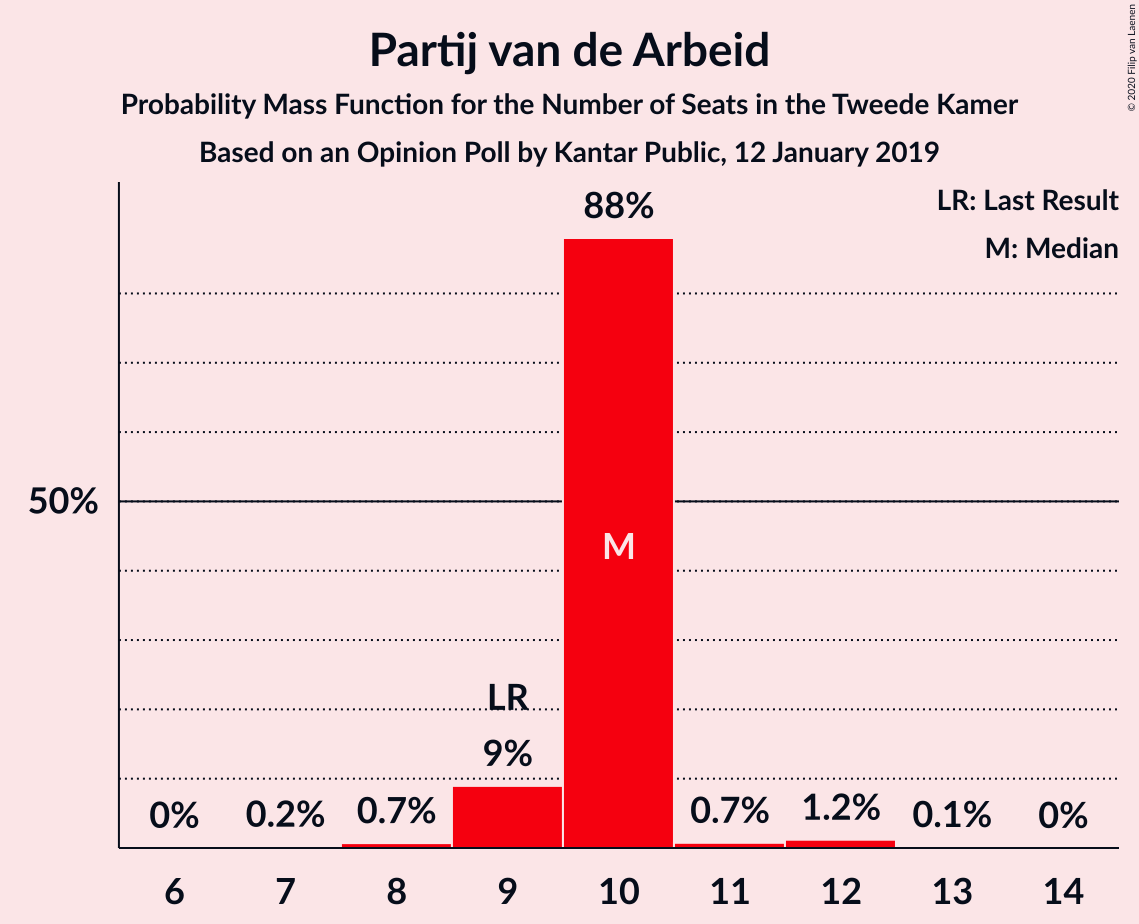 Partij van de Arbeid
Probability Mass Function for the Number of Seats in the Tweede Kamer
Based on an Opinion Poll by Kantar Public, 12 January 2019
© 2020 Filip van Laenen
LR: Last Result
M: Median
88%
50%
M
LR
9%
0%
0.2%
0.7%
0.7%
1.2%
0.1%
0%
6 7 8 9 10 11 12 13 14